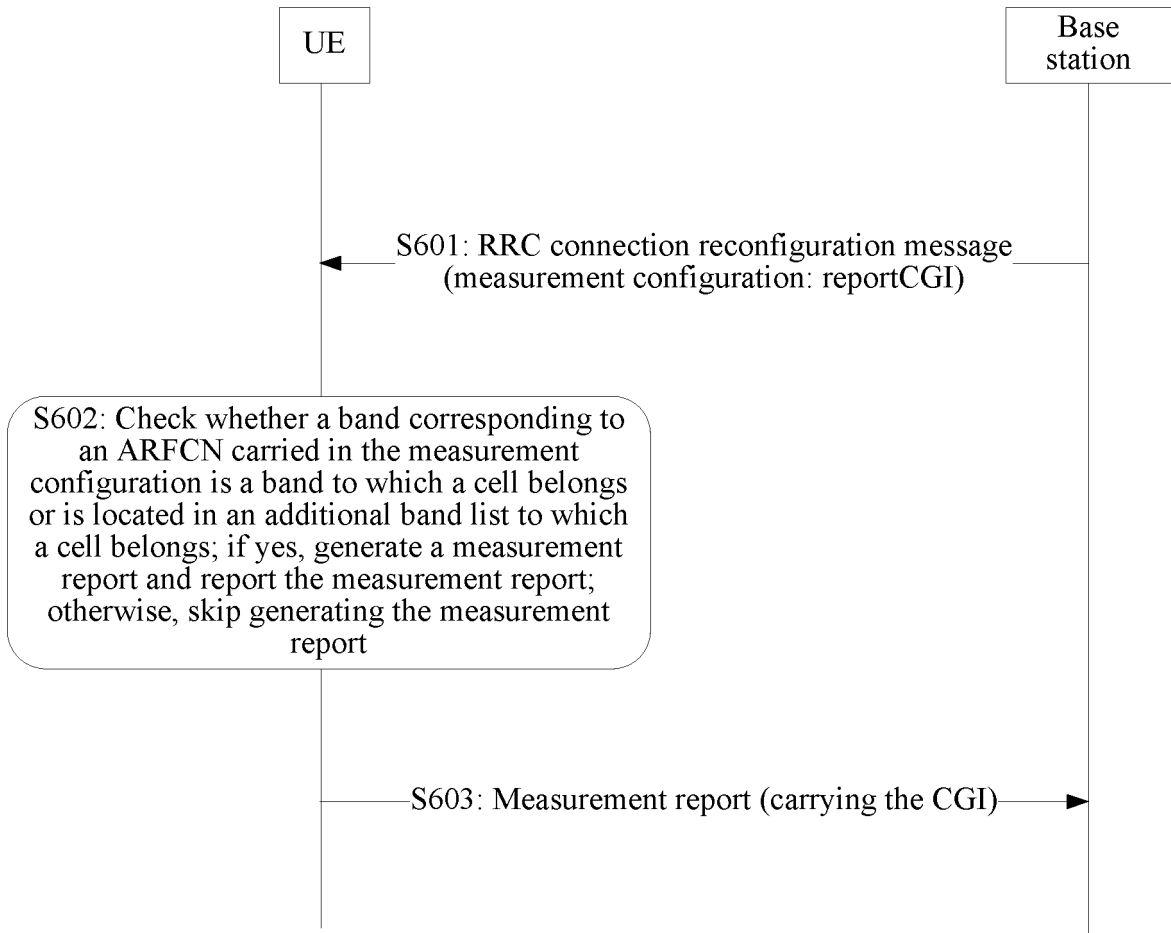 UE
Base
station
S601: RRC connection reconfiguration message
(measurement configuration: reportCGI)
S602: Check whether a band corresponding to
an ARFCN carried in the measurement
configuration is a band to which a cell belongs
or is located in an additional band list to which
a cell belongs; if yes, generate a measurement
report and report the measurement report;
otherwise, skip generating the measurement
report
S603: Measurement report (carrying the CGI)